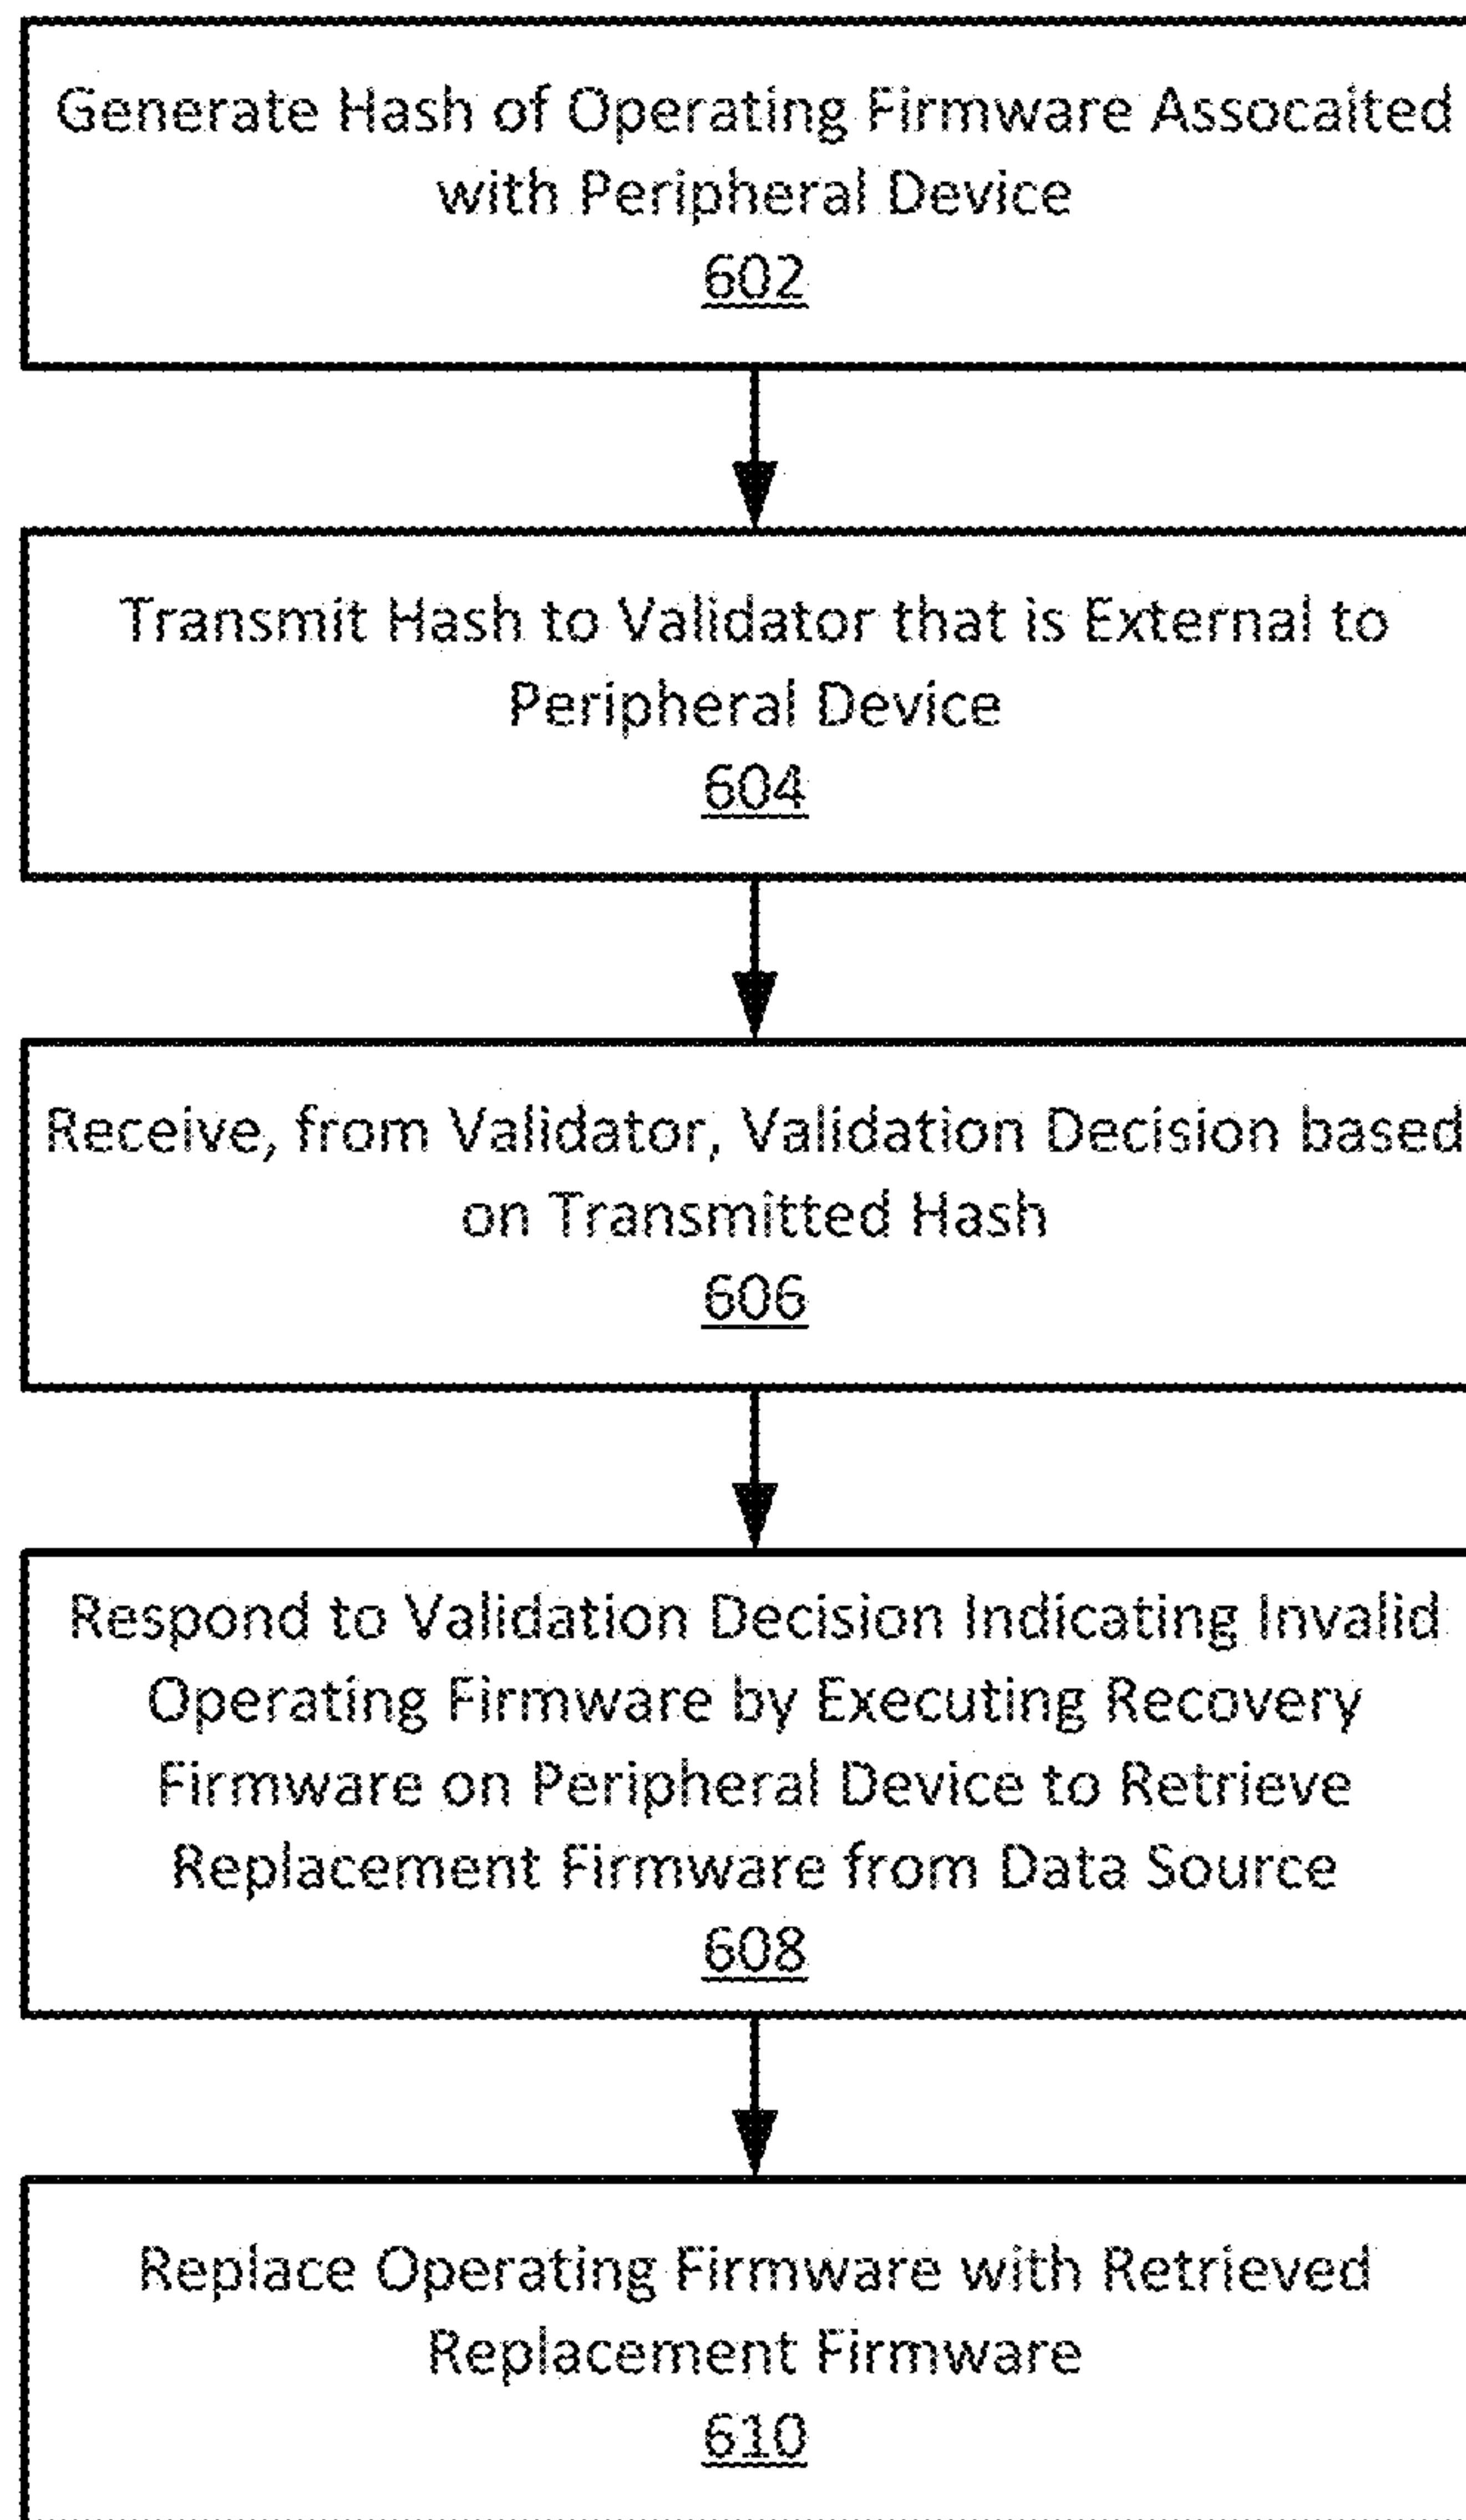 Generate Hash of Operating Firmware Assocaited
with Peripheral Device
602
Transmit Hash to Validator that is External to
Peripheral Device
604
Receive, from Validator, Validation Decision based
on Transmitted Hash
606
Respond to Validation Decision Indicating Invalid
Operating Firmware by Executing Recovery
Firmware on Peripheral Device to Retrieve
Replacement Firmware from Data Source
608
Replace Operating Firmware with Retrieved
Replacement Firmware
610